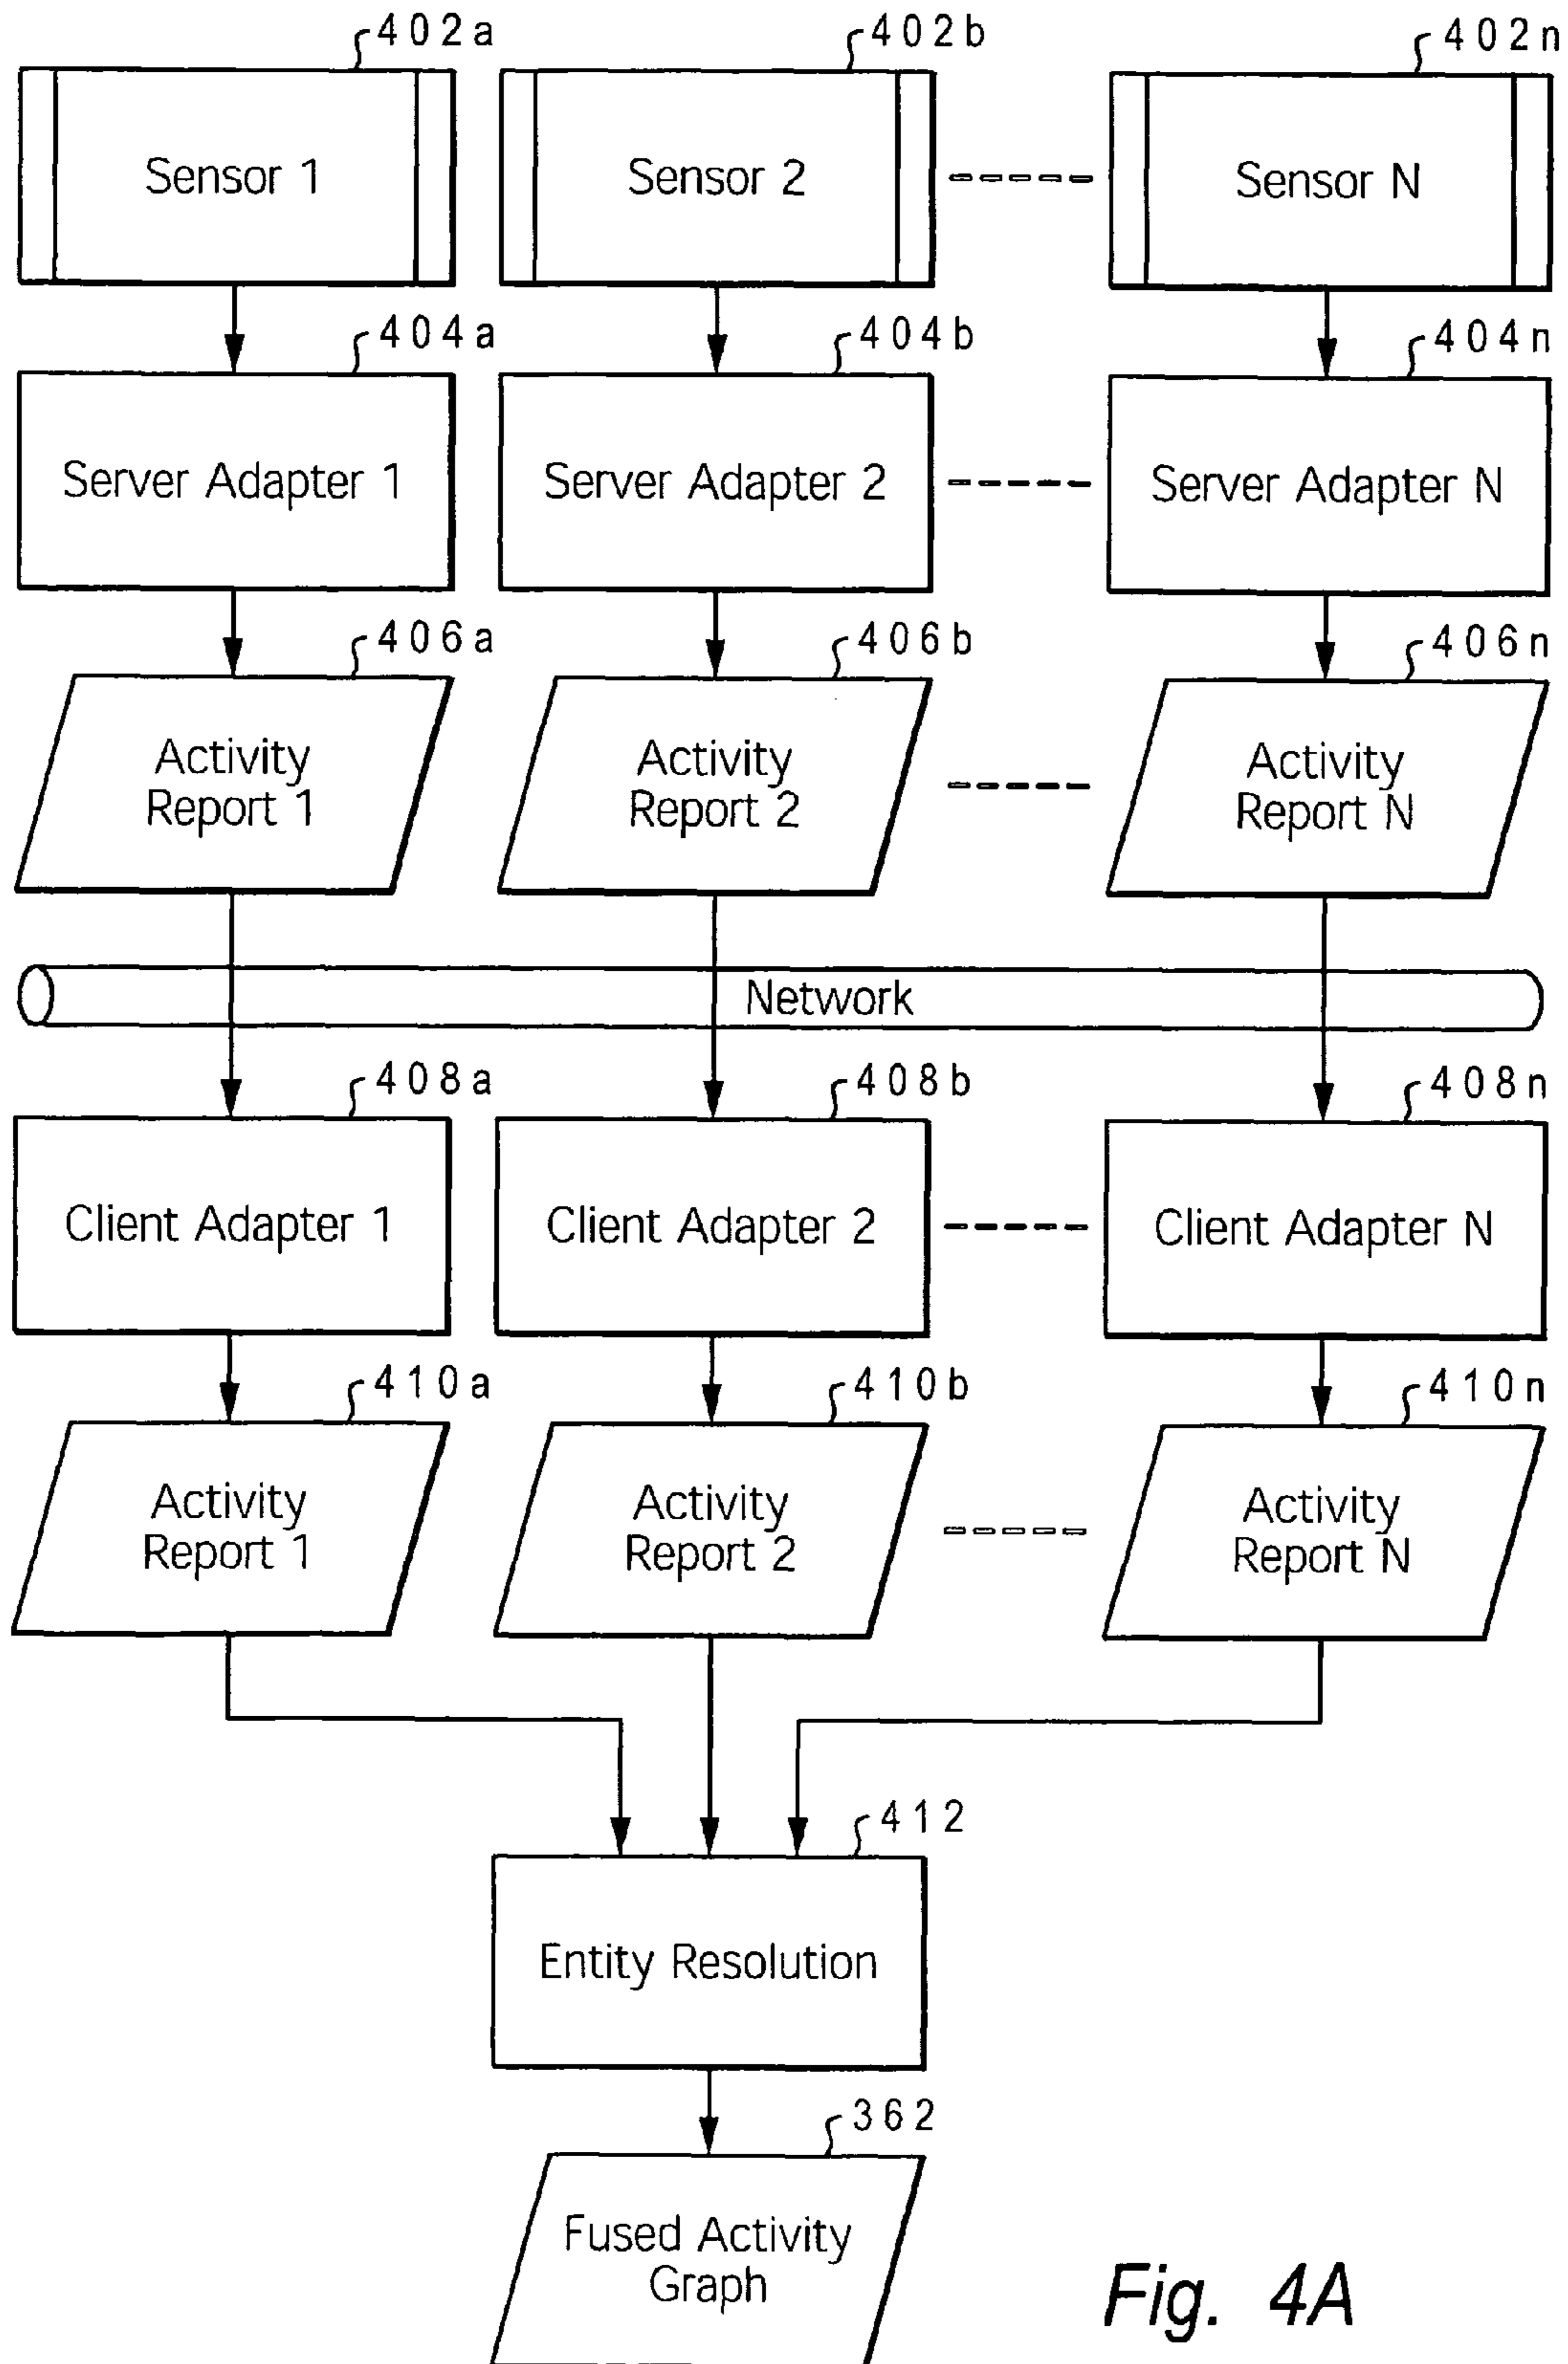 402a
402b
402n
Sensor 1
Sensor 2
Sensor N
404a
404b
404n
Server Adapter 1
Server Adapter 2
Server Adapter N
406a
406b
406n
Activity
Report 1
Activity
Report 2
Activity
Report N
Network
408a
408b
408n
Client Adapter 1
Client Adapter 2
Client Adapter N
410a
410b
410n
Activity
Report 1
Activity
Report 2
Activity
Report N
412
Entity Resolution
362
Fused Activity
Graph
Fig. 4A